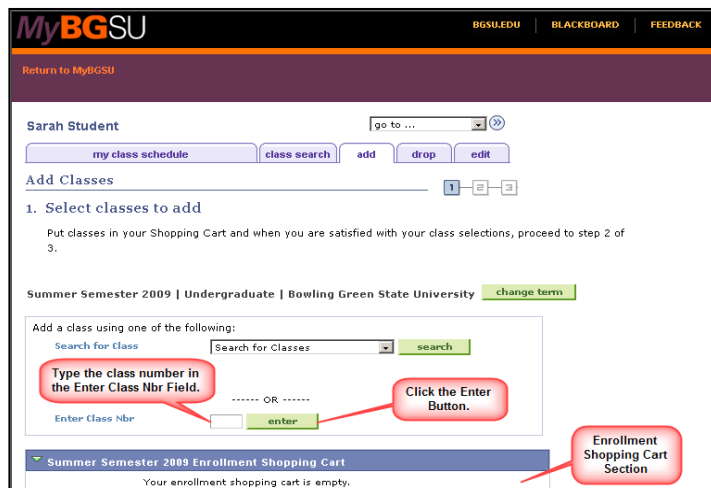 MyBGSU
BGSU.EDU | BLACKBOARD | FEEDBACK
Return to MyBGSU
Sarah Student
go to ...
my class schedule
class search
add
drop
edit
Add Classes
1 2 3
1. Select classes to add
Put classes in your Shopping Cart and when you are satisfied with your class selections, proceed to step 2 of
3.
Summer Semester 2009 | Undergraduate | Bowling Green State University
change term
Add a class using one of the following:
Search for Class
Search for Classes
search
Type the class number in
the Enter Class Nbr Field.
------ OR ------
Click the Enter
Button.
Enter Class Nbr
enter
Enrollment
Shopping Cart
Section
Summer Semester 2009 Enrollment Shopping Cart
Your enrollment shopping cart is empty.